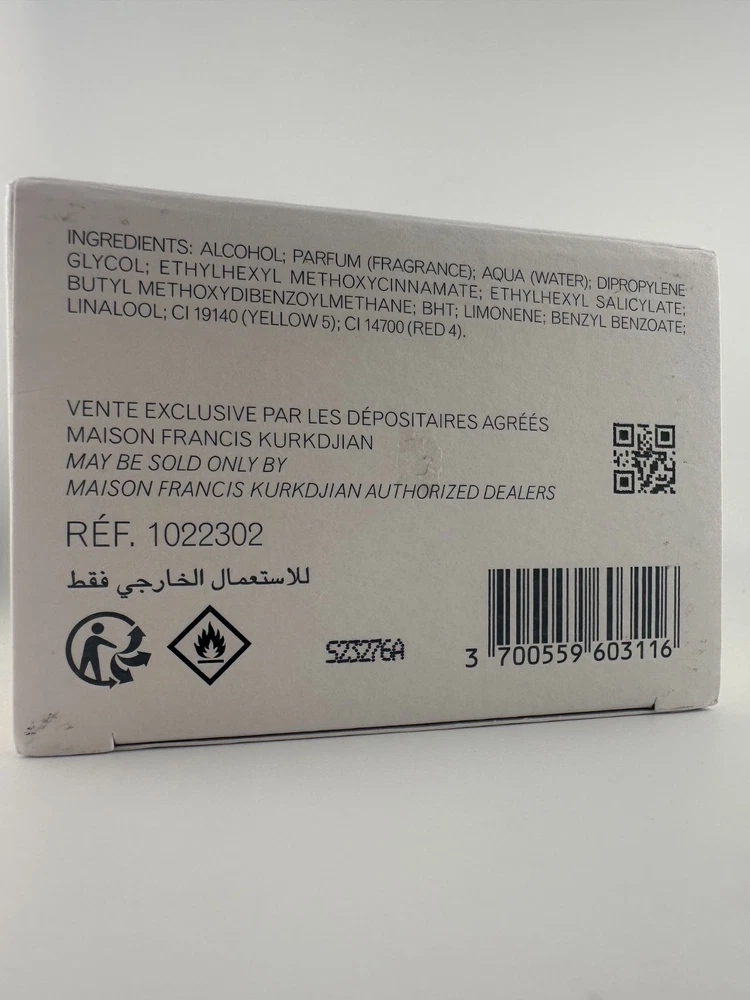 INGREDIENTS: ALCOHOL; PARFUM (FRAGRANCE); AQUA (WATER); DIPROPYLENE
GLYCOL; ETHYLHEXYL METHOXYCINNAMATE; ETHYLHEXYL SALICYLATE;
BUTYL METHOXYDIBENZOYLMETHANE; BHT; LIMONENE; BENZYL BENZOATE;
LINALOOL; CI 19140 (YELLOW 5); CI 14700 (RED 4).
VENTE EXCLUSIVE PAR LES DÉPOSITAIRES AGRÉÉS
MAISON FRANCIS KURKDJIAN
MAY BE SOLD ONLY BY
MAISON FRANCIS KURKDJIAN AUTHORIZED DEALERS
RÉF. 1022302
للاستعمال الخارجي فقط
S23276A
3 700559 603116